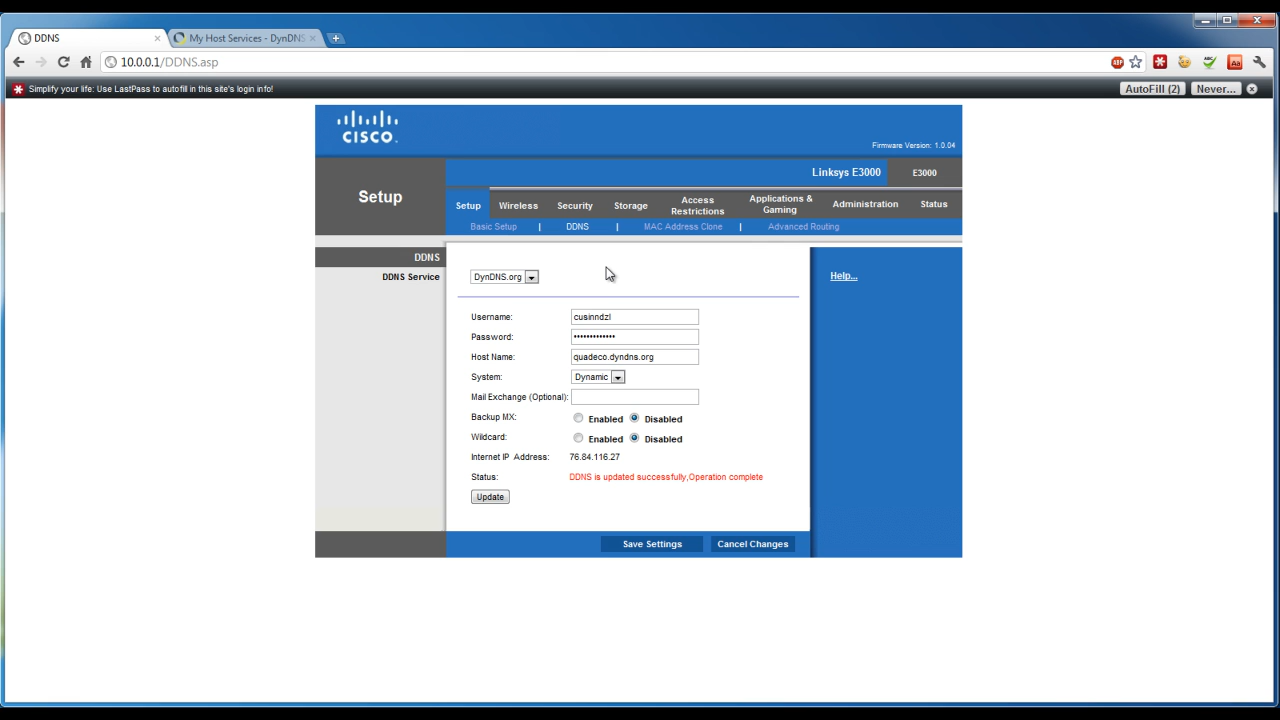 DDNS
My Host Services - DynDNS
10.0.0.1/DDNS.asp
Simplify your life: Use LastPass to autofill in this site's login info!
AutoFill (2)
Never...
CISCO.
Firmware Version: 1.0.04
Linksys E3000
E3000
Setup
Setup
Wireless
Security
Storage
Access
Restrictions
Applications &
Gaming
Administration
Status
Basic Setup | DDNS | MAC Address Clone | Advanced Routing
DDNS
DDNS Service
DynDNS.org
Help...
Username: cusinndzl
Password: •••••••••••••
Host Name: quadeco.dyndns.org
System: Dynamic
Mail Exchange (Optional):
Backup MX: Enabled Disabled
Wildcard: Enabled Disabled
Internet IP Address: 76.84.116.27
Status: DDNS is updated successfully,Operation complete
Update
Save Settings
Cancel Changes